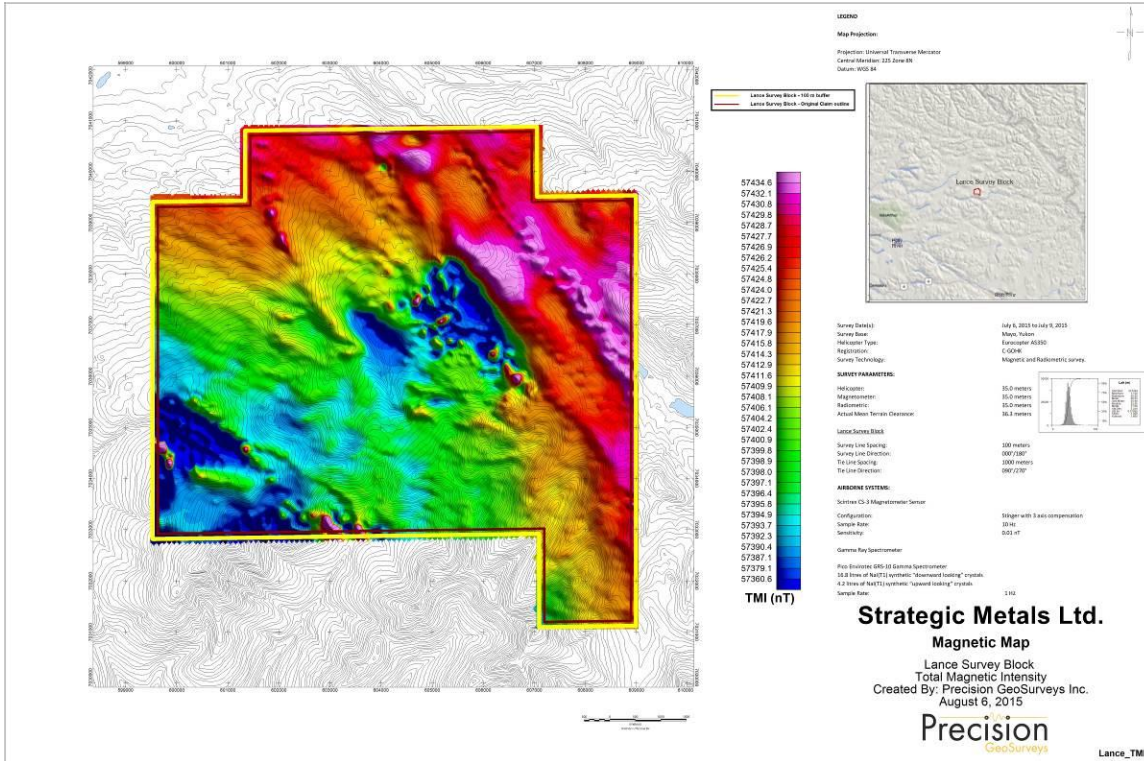 LEGEND
Map Projection:
Projection: Universal Transverse Mercator
Central Meridian: 225 Zone 8N
Datum: WGS 84
Lance Survey Block - 100 m buffer
Lance Survey Block - Original Claim outline
Lance Survey Block
57434.6
57432.1
57430.8
57429.8
57428.7
57427.7
57426.9
57426.2
57425.4
57424.8
57424.0
57422.7
57421.3
57419.6
57417.9
57415.8
57414.3
57412.9
57411.6
57409.9
57408.1
57406.1
57404.2
57402.4
57400.9
57399.8
57398.9
57398.0
57397.1
57396.4
57395.8
57394.9
57393.7
57392.3
57390.4
57387.1
57379.1
57360.6
TMI (nT)
Survey Date(s): July 6, 2015 to July 9, 2015
Survey Base: Mayo, Yukon
Helicopter Type: Eurocopter AS350
Registration: C-GOHK
Survey Technology: Magnetic and Radiometric survey.
SURVEY PARAMETERS:
Helicopter: 35.0 meters
Magnetometer: 35.0 meters
Radiometric: 35.0 meters
Actual Mean Terrain Clearance: 36.3 meters
Lance Survey Block
Survey Line Spacing: 100 meters
Survey Line Direction: 000°/180°
Tie Line Spacing: 1000 meters
Tie Line Direction: 090°/270°
AIRBORNE SYSTEMS:
Scintrex CS-3 Magnetometer Sensor
Configuration: Stinger with 3 axis compensation
Sample Rate: 10 Hz
Sensitivity: 0.01 nT
Gamma Ray Spectrometer
Pico Envirotec GRS-10 Gamma Spectrometer
16.8 litres of NaI(Tl) synthetic "downward looking" crystals
4.2 litres of NaI(Tl) synthetic "upward looking" crystals
Sample Rate: 1 Hz
Strategic Metals Ltd.
Magnetic Map
Lance Survey Block
Total Magnetic Intensity
Created By: Precision GeoSurveys Inc.
August 6, 2015
Precision
GeoSurveys
Lance_TMI